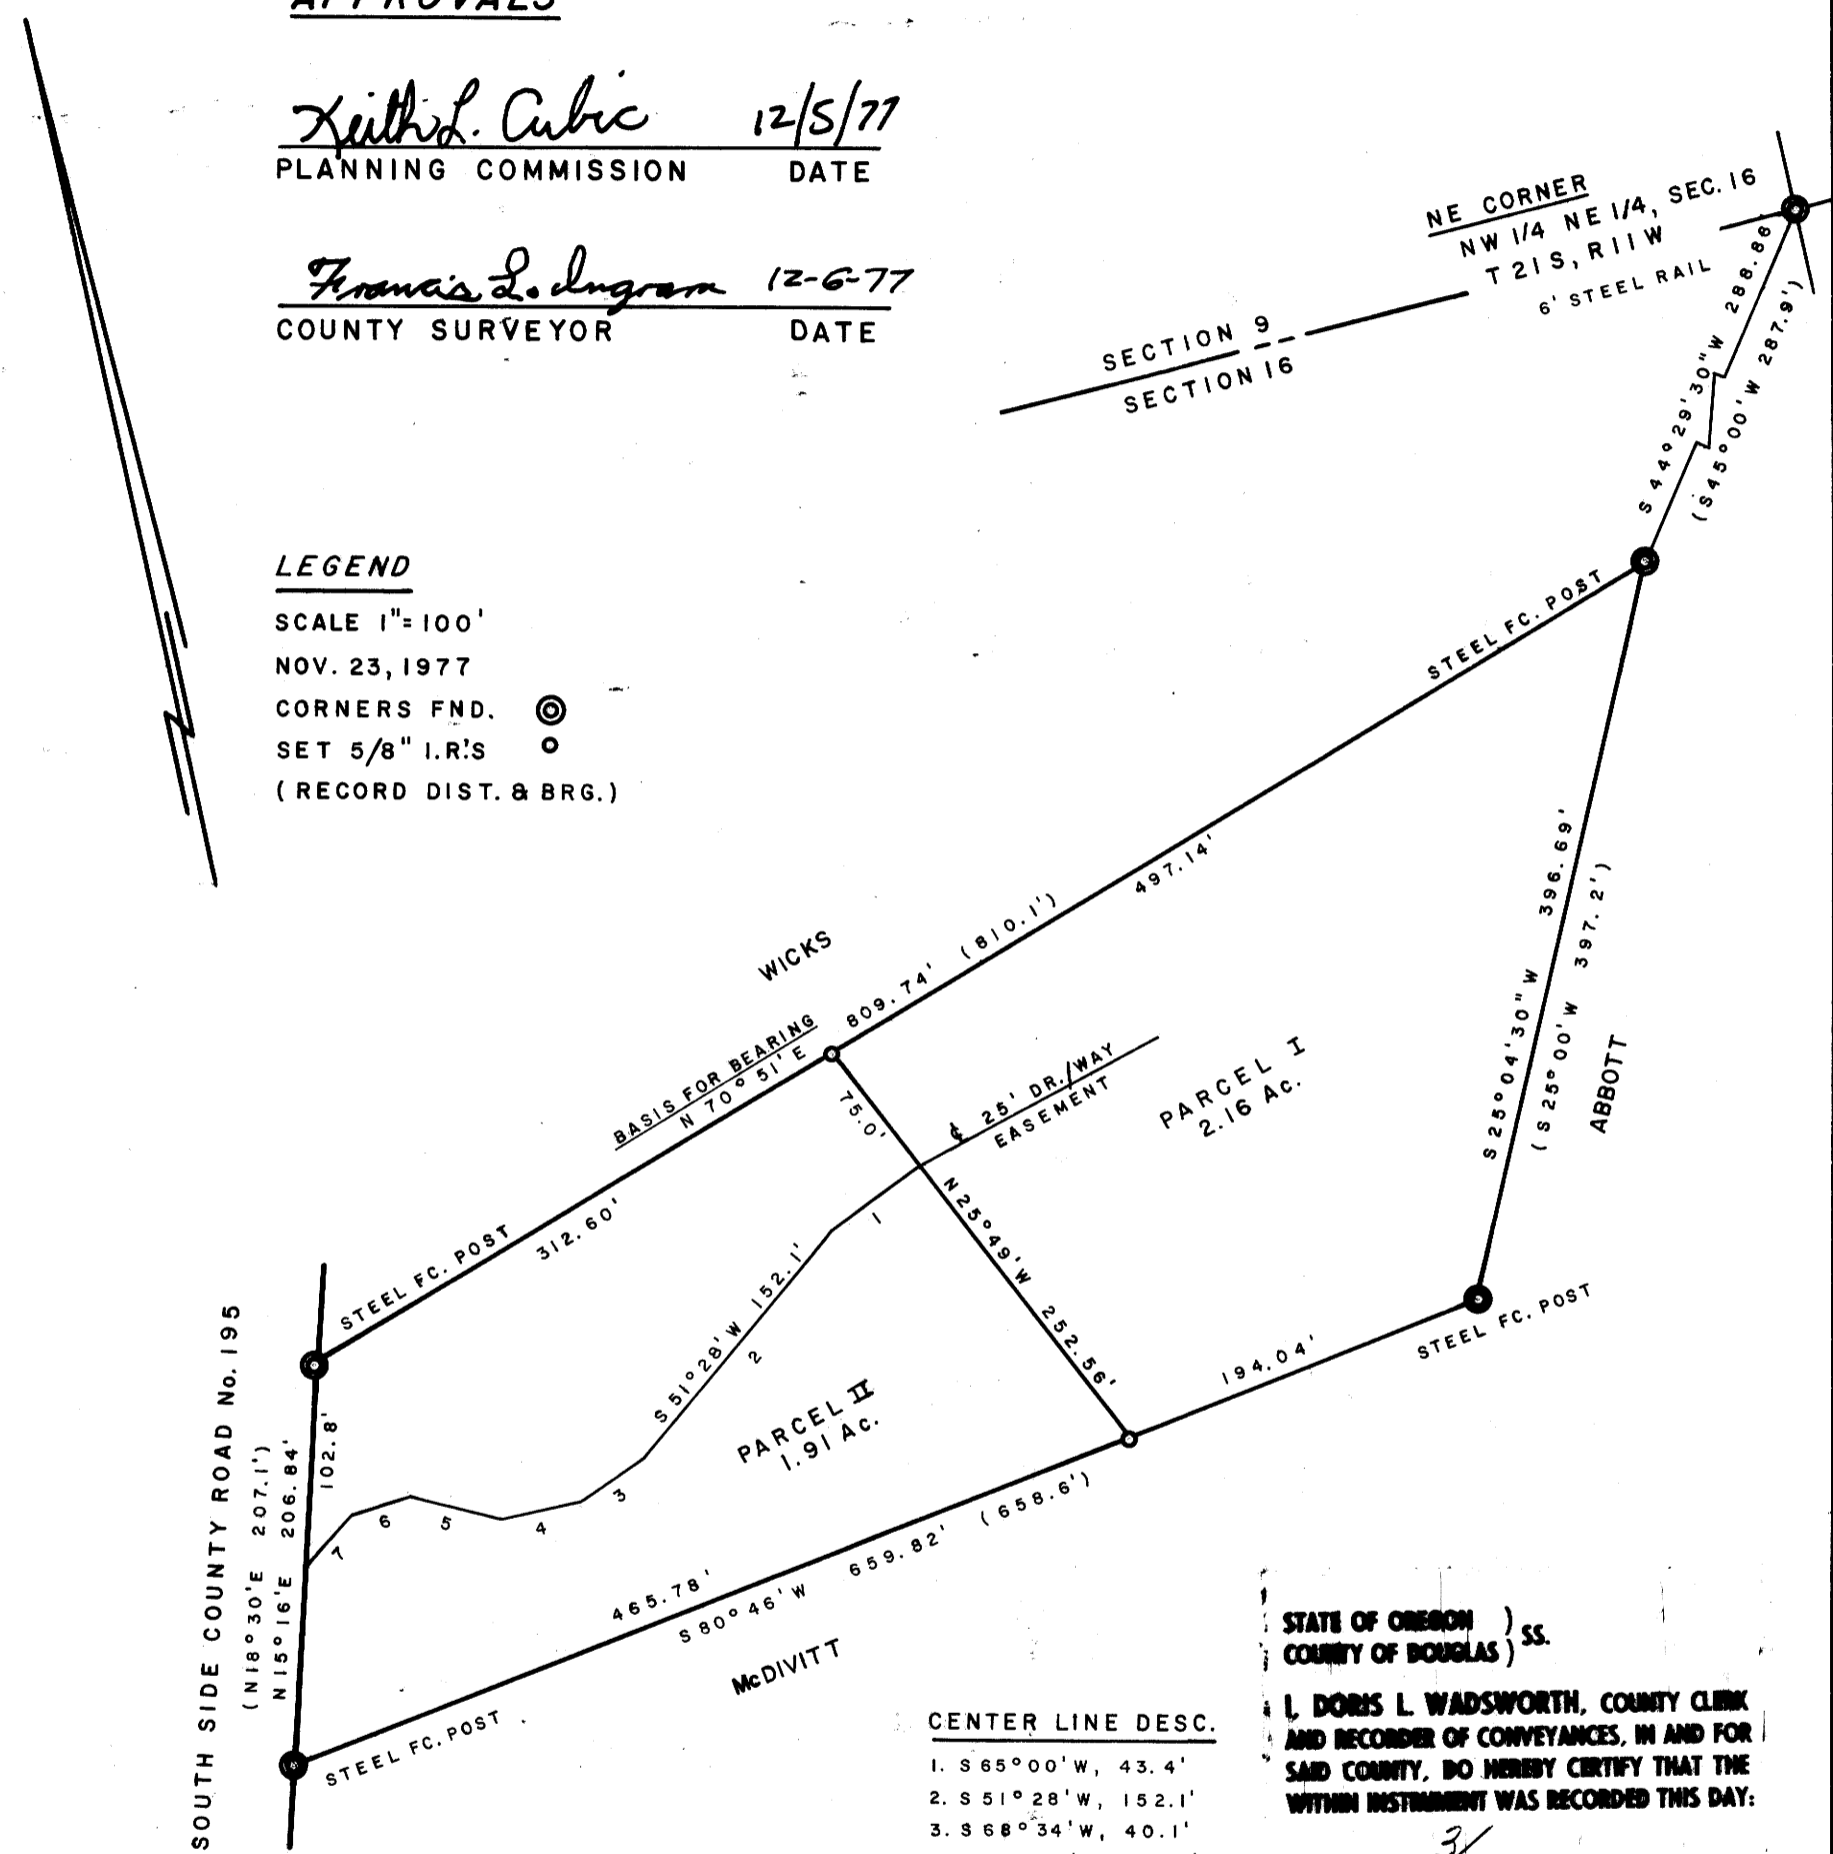 APPROVALS
Keith L. Cubic 12/5/77
PLANNING COMMISSION DATE
Francis L. Ingram 12-6-77
COUNTY SURVEYOR DATE
NE CORNER
NW 1/4 NE 1/4, SEC. 16
T 21 S, R 11 W
6' STEEL RAIL
SECTION 9
SECTION 16
S 44° 29' 30" W 288.86
(S 45° 00' W 287.9')
LEGEND
SCALE 1"=100'
NOV. 23, 1977
CORNERS FND.
SET 5/8" I.R.'S
(RECORD DIST. & BRG.)
STEEL FC. POST
497.14'
809.74' (810.1')
WICKS
BASIS FOR BEARING
N 70° 51' E
STEEL FC. POST
312.60'
S 25° 04' 30" W 396.69'
(S 25° 00' W 397.2')
ABBOTT
PARCEL I
2.16 Ac.
℄ 25' DR./WAY
EASEMENT
75.0'
N 25° 49' W 252.56'
1
S 51° 28' W 152.1'
2
3
4
5
6
7
PARCEL II
1.91 Ac.
194.04'
STEEL FC. POST
SOUTH SIDE COUNTY ROAD No. 195
(N 18° 30' E 207.1')
N 15° 16' E 206.84'
102.8'
465.78'
S 80° 46' W 659.82' (658.6')
McDIVITT
STEEL FC. POST
CENTER LINE DESC.
1. S 65° 00' W, 43.4'
2. S 51° 28' W, 152.1'
3. S 68° 34' W, 40.1'
STATE OF OREGON )
COUNTY OF DOUGLAS ) SS.
I, DORIS L. WADSWORTH, COUNTY CLERK
AND RECORDER OF CONVEYANCES, IN AND FOR
SAID COUNTY, DO HEREBY CERTIFY THAT THE
WITHIN INSTRUMENT WAS RECORDED THIS DAY: